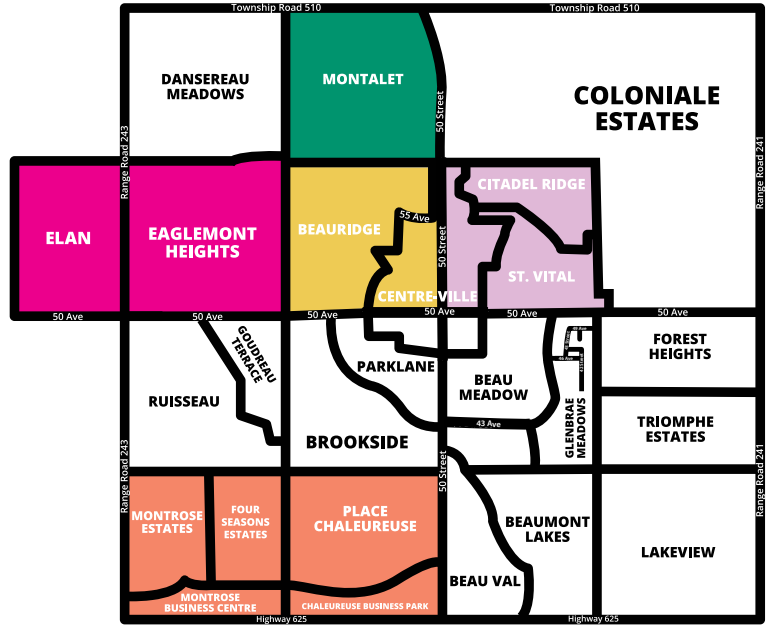 Township Road 510
Township Road 510
DANSEREAU
MEADOWS
MONTALET
COLONIALE
ESTATES
50 Street
Range Road 243
Range Road 241
CITADEL RIDGE
ELAN
EAGLEMONT
HEIGHTS
BEAURIDGE
55 Ave
50 Street
ST. VITAL
CENTRE-VILLE
50 Ave
50 Ave
50 Ave
50 Ave
50 Ave
50 Ave
GOUDREAU
TERRACE
FOREST
HEIGHTS
PARKLANE
RUISSEAU
BEAU
MEADOW
GLENBRAE
MEADOWS
TRIOMPHE
ESTATES
43 Ave
BROOKSIDE
50 Street
Range Road 243
Range Road 241
MONTROSE
ESTATES
FOUR
SEASONS
ESTATES
PLACE
CHALEUREUSE
BEAUMONT
LAKES
LAKEVIEW
BEAU VAL
MONTROSE
BUSINESS CENTRE
CHALEUREUSE BUSINESS PARK
Highway 625
Highway 625